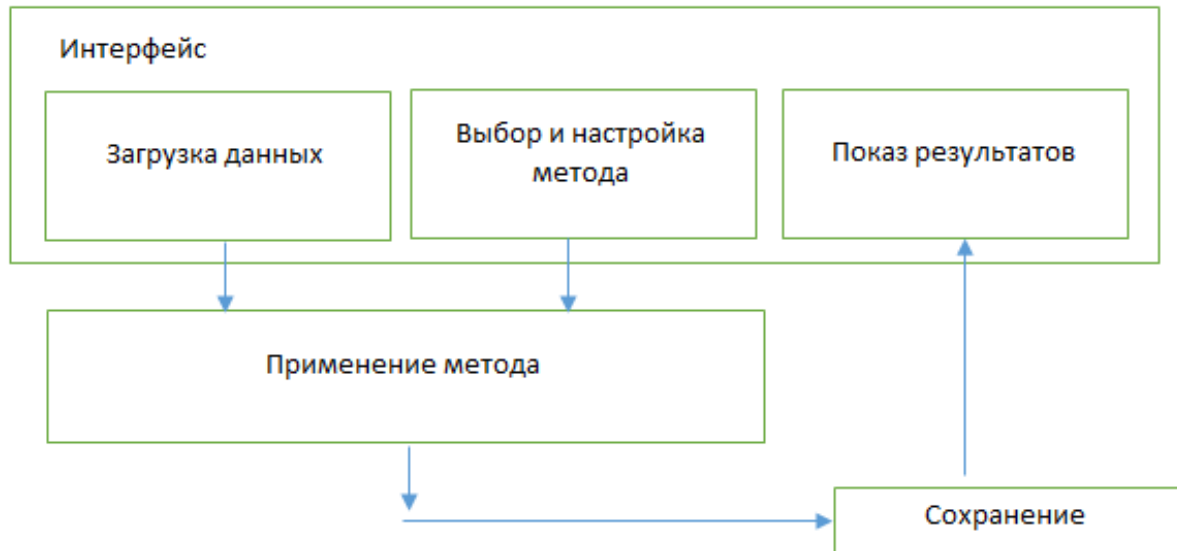 Интерфейс
Загрузка данных
Выбор и настройка
метода
Показ результатов
Применение метода
Сохранение